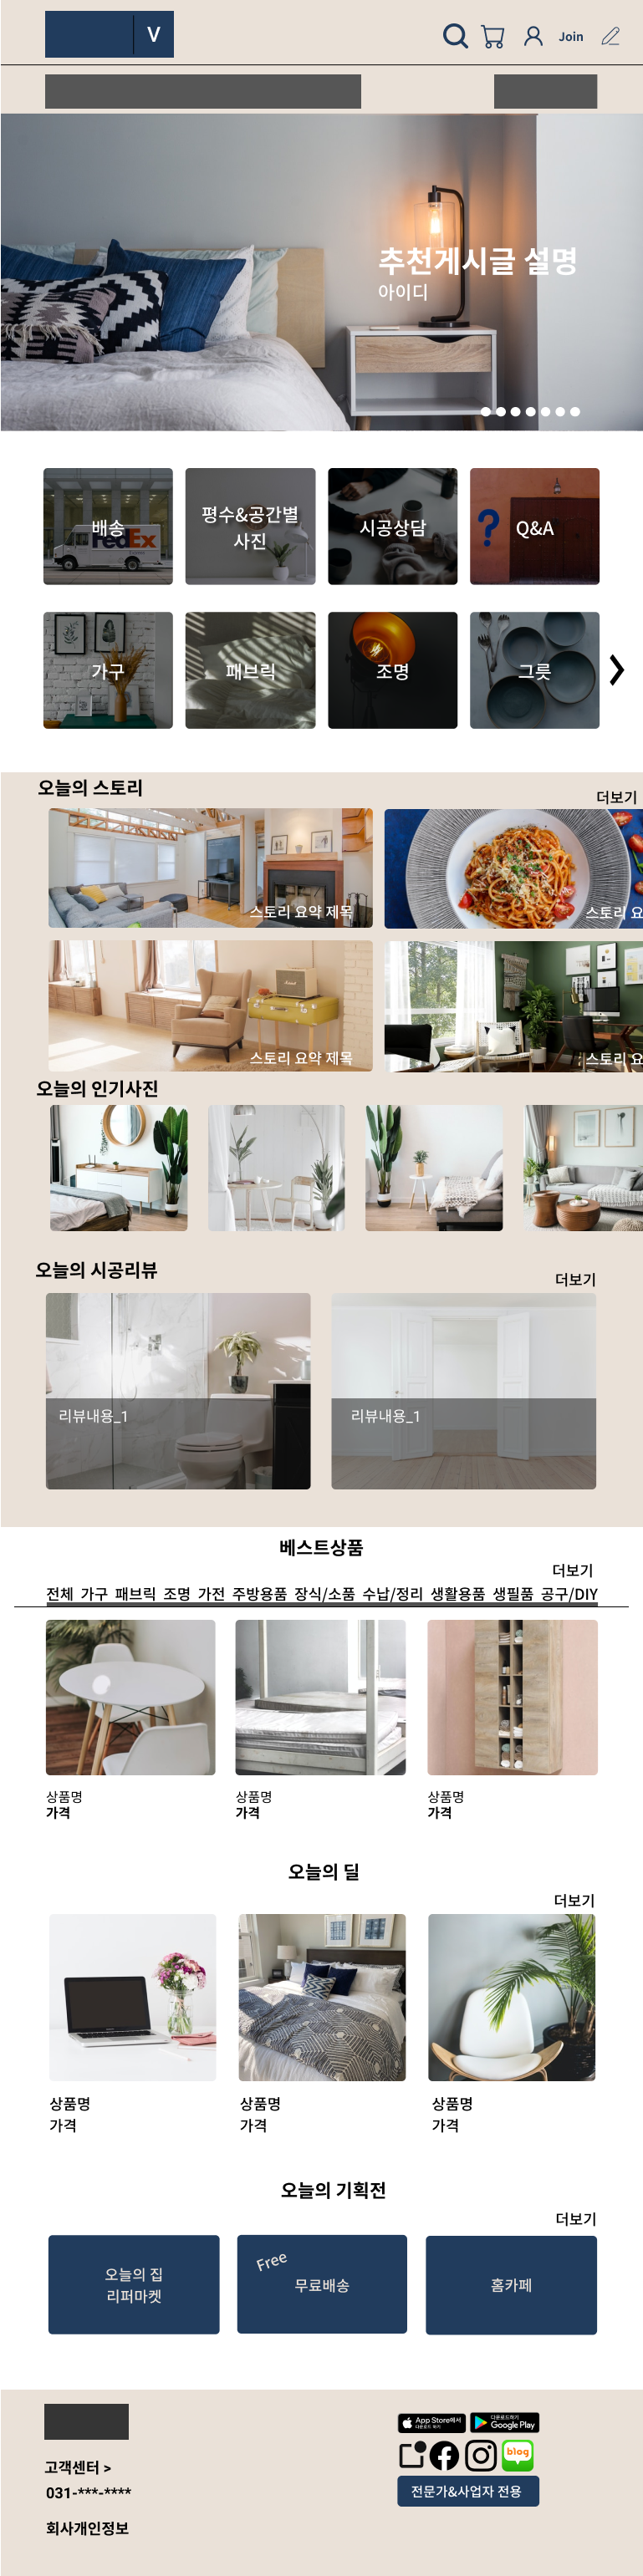 V
Join
추천게시글 설명
아이디
배송
FedEx
평수&공간별
사진
시공상담
?
Q&A
가구
패브릭
조명
그릇
오늘의 스토리
더보기
스토리 요약 제목
스토리 요
스토리 요약 제목
스토리 요
오늘의 인기사진
오늘의 시공리뷰
더보기
리뷰내용_1
리뷰내용_1
베스트상품
더보기
전체 가구 패브릭 조명 가전 주방용품 장식/소품 수납/정리 생활용품 생필품 공구/DIY
상품명
가격
상품명
가격
상품명
가격
오늘의 딜
더보기
상품명
가격
상품명
가격
상품명
가격
오늘의 기획전
더보기
오늘의 집
리퍼마켓
Free
무료배송
홈카페
고객센터 >
031-***-****
회사개인정보
App Store에서
다운로드 하기
다운로드하기
Google Play
blog
전문가&사업자 전용